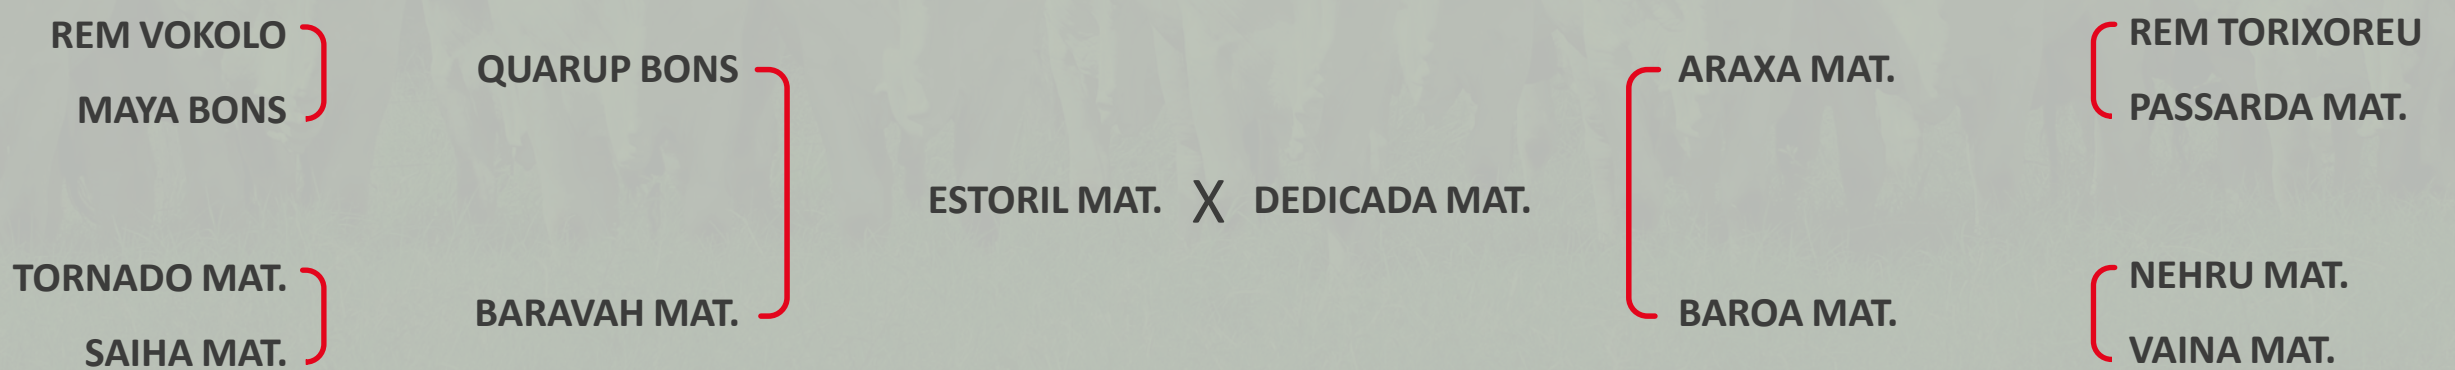 REM VOKOLO
MAYA BONS
QUARUP BONS
TORNADO MAT.
SAIHA MAT.
BARAVAH MAT.
ESTORIL MAT. X DEDICADA MAT.
ARAXA MAT.
REM TORIXOREU
PASSARDA MAT.
BAROA MAT.
NEHRU MAT.
VAINA MAT.